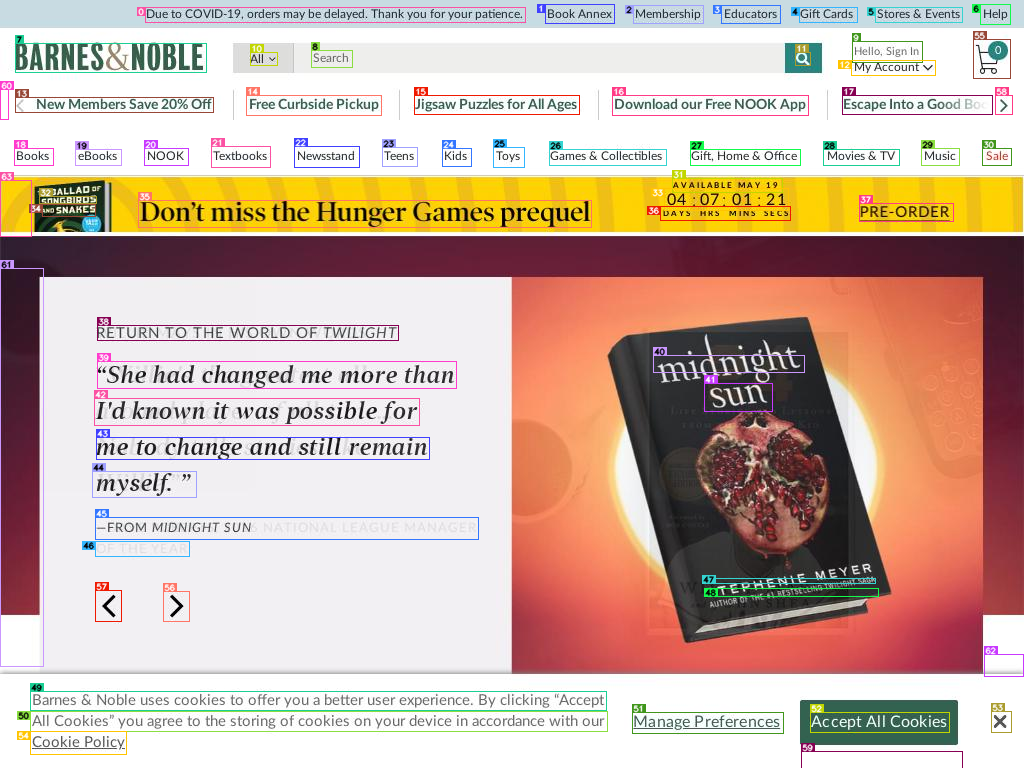 Due to COVID-19, orders may be delayed. Thank you for your patience.
Book Annex
Membership
Educators
Gift Cards
Stores & Events
Help
BARNES & NOBLE
All
Search
Hello, Sign In
My Account
0
New Members Save 20% Off
Free Curbside Pickup
Jigsaw Puzzles for All Ages
Download our Free NOOK App
Escape Into a Good Bo
Books
eBooks
NOOK
Textbooks
Newsstand
Teens
Kids
Toys
Games & Collectibles
Gift, Home & Office
Movies & TV
Music
Sale
BALLAD OF
SONGBIRDS
AND SNAKES
Don't miss the Hunger Games prequel
AVAILABLE MAY 19
04 : 07 : 01 : 21
DAYS HRS MINS SECS
PRE-ORDER
RETURN TO THE WORLD OF TWILIGHT
“She had changed me more than
I'd known it was possible for
me to change and still remain
myself. ”
—FROM MIDNIGHT SUN
S NATIONAL LEAGUE MANAGER
OF THE YEAR
midnight
sun
STEPHENIE MEYER
AUTHOR OF THE #1 BESTSELLING TWILIGHT SAGA
Barnes & Noble uses cookies to offer you a better user experience. By clicking “Accept
All Cookies” you agree to the storing of cookies on your device in accordance with our
Cookie Policy
Manage Preferences
Accept All Cookies